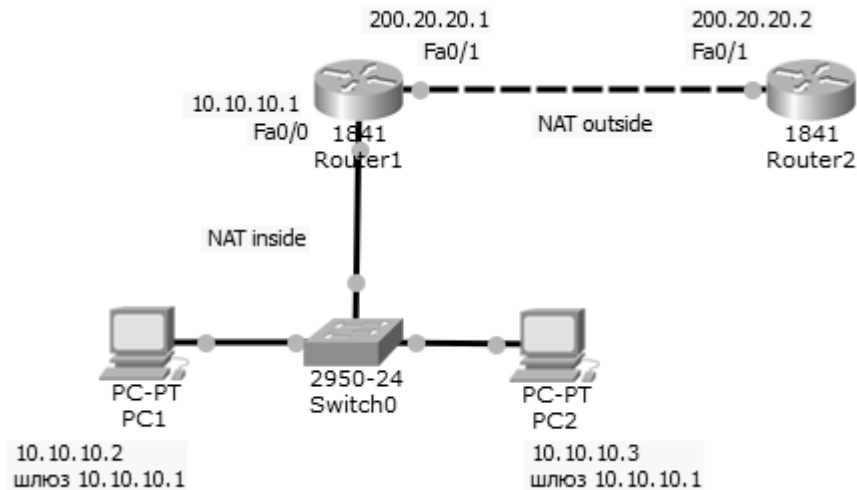 200.20.20.1
200.20.20.2
Fa0/1
Fa0/1
10.10.10.1
Fa0/0
1841
Router1
NAT outside
1841
Router2
NAT inside
2950-24
Switch0
PC-PT
PC1
PC-PT
PC2
10.10.10.2
шлюз 10.10.10.1
10.10.10.3
шлюз 10.10.10.1